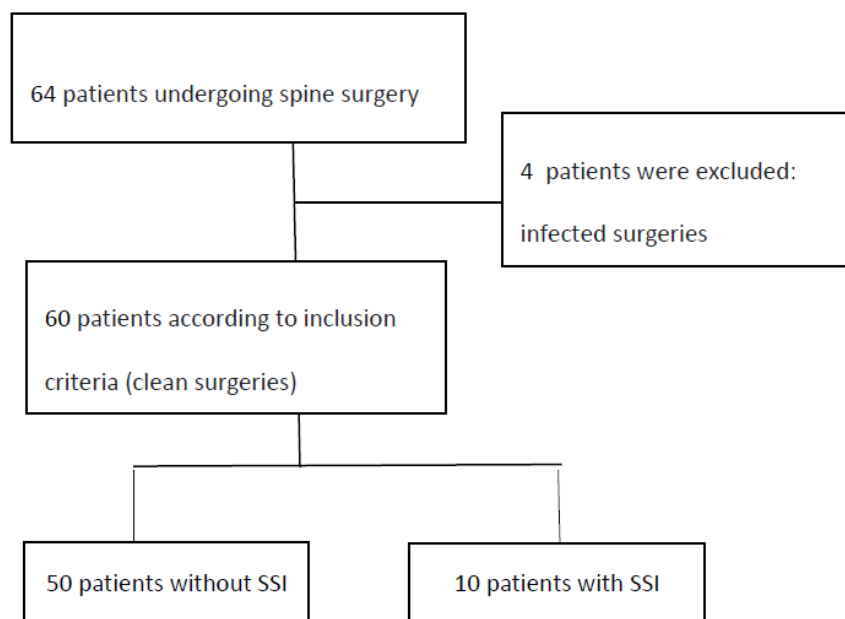 64 patients undergoing spine surgery
4 patients were excluded:
infected surgeries
60 patients according to inclusion
criteria (clean surgeries)
50 patients without SSI
10 patients with SSI